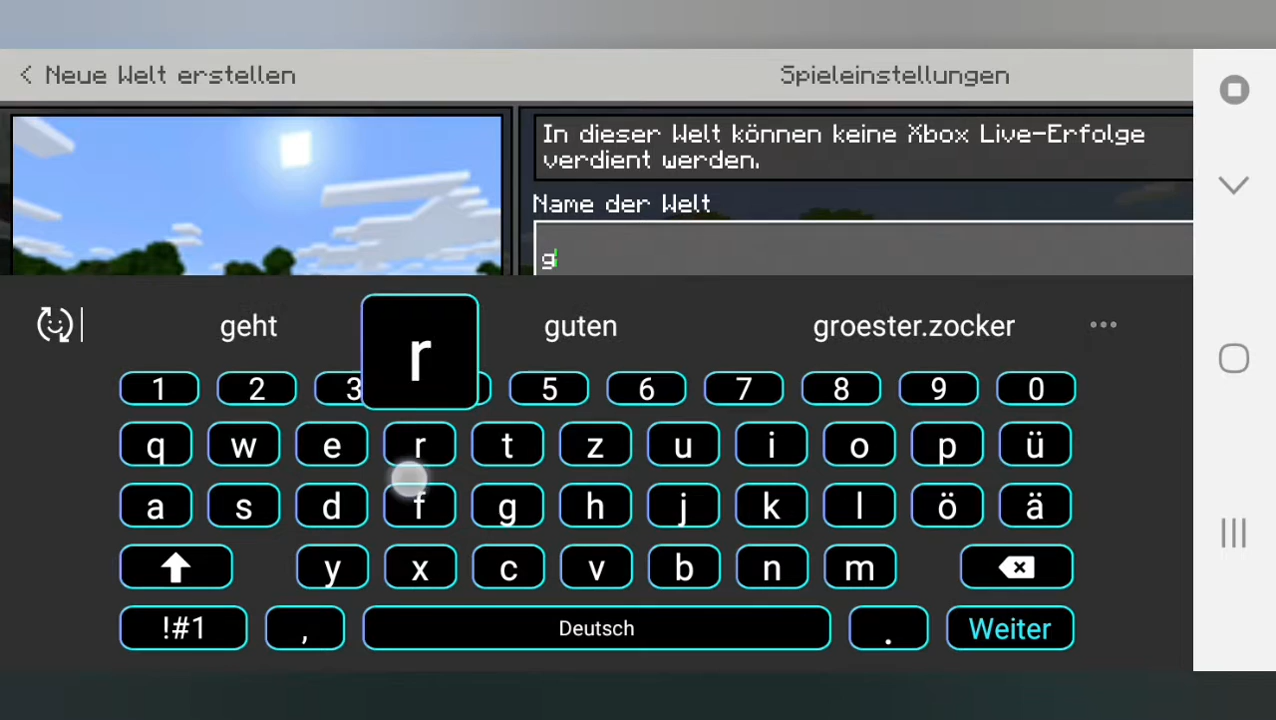 < Neue Welt erstellen
Spieleinstellungen
In dieser Welt können keine Xbox Live-Erfolge
verdient werden.
Name der Welt
g
geht
r
guten
groester.zocker
1 2 3 5 6 7 8 9 0
q w e r t z u i o p ü
a s d f g h j k l ö ä
y x c v b n m
!#1 , Deutsch . Weiter